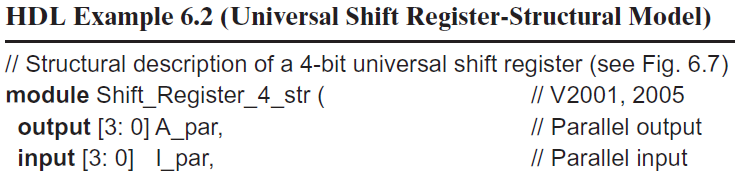 HDL Example 6.2 (Universal Shift Register-Structural Model)
// Structural description of a 4-bit universal shift register (see Fig. 6.7)
module Shift_Register_4_str ( // V2001, 2005
output [3: 0] A_par, // Parallel output
input [3: 0] I_par, // Parallel input